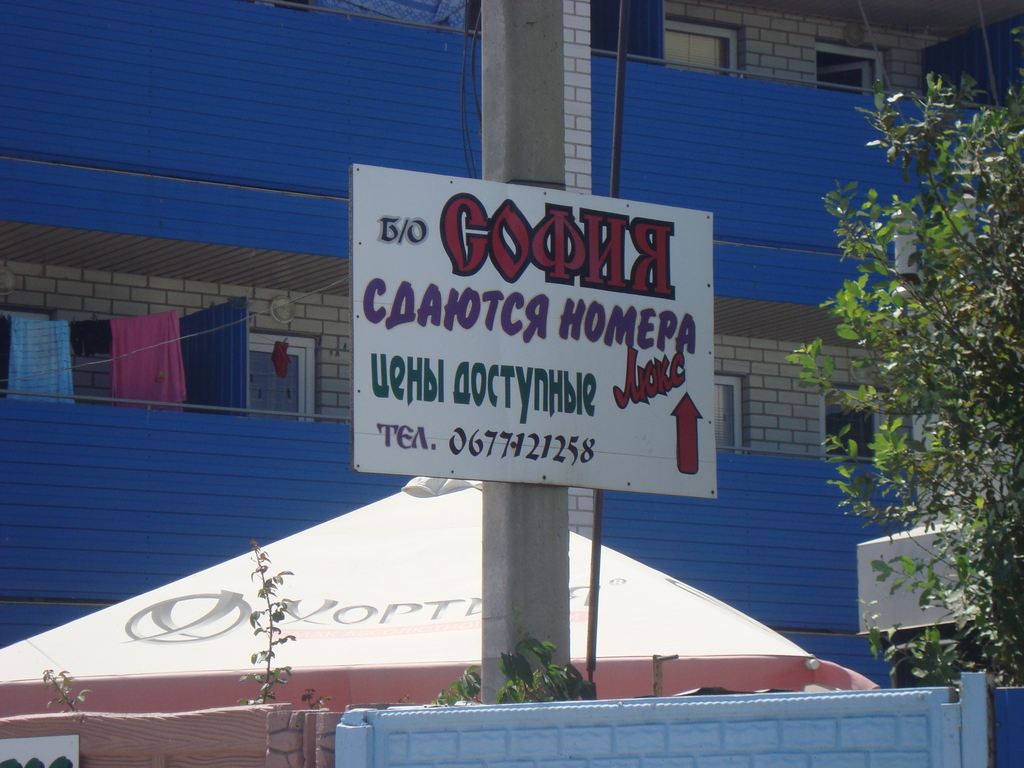 Б/О СОФИЯ
СДАЮТСЯ НОМЕРА
Люкс
ЦЕНЫ ДОСТУПНЫЕ
ТЕЛ. 0677121258